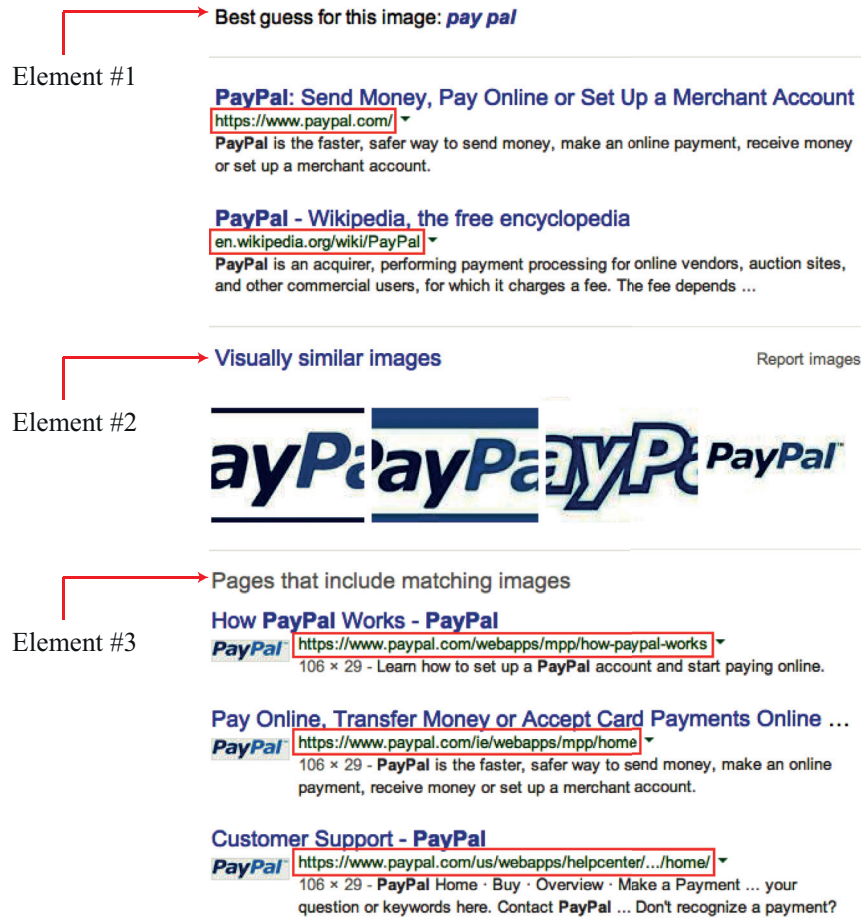 Best guess for this image: pay pal
Element #1
PayPal: Send Money, Pay Online or Set Up a Merchant Account
https://www.paypal.com/
PayPal is the faster, safer way to send money, make an online payment, receive money
or set up a merchant account.
PayPal - Wikipedia, the free encyclopedia
en.wikipedia.org/wiki/PayPal
PayPal is an acquirer, performing payment processing for online vendors, auction sites,
and other commercial users, for which it charges a fee. The fee depends ...
Visually similar images
Report images
Element #2
ayPa
PayPa
ayPa
PayPal™
Pages that include matching images
Element #3
How PayPal Works - PayPal
PayPal™ https://www.paypal.com/webapps/mpp/how-paypal-works
106 × 29 - Learn how to set up a PayPal account and start paying online.
Pay Online, Transfer Money or Accept Card Payments Online ...
PayPal™ https://www.paypal.com/ie/webapps/mpp/home
106 × 29 - PayPal is the faster, safer way to send money, make an online
payment, receive money or set up a merchant account.
Customer Support - PayPal
PayPal™ https://www.paypal.com/us/webapps/helpcenter/.../home/
106 × 29 - PayPal Home · Buy · Overview · Make a Payment ... your
question or keywords here. Contact PayPal ... Don't recognize a payment?